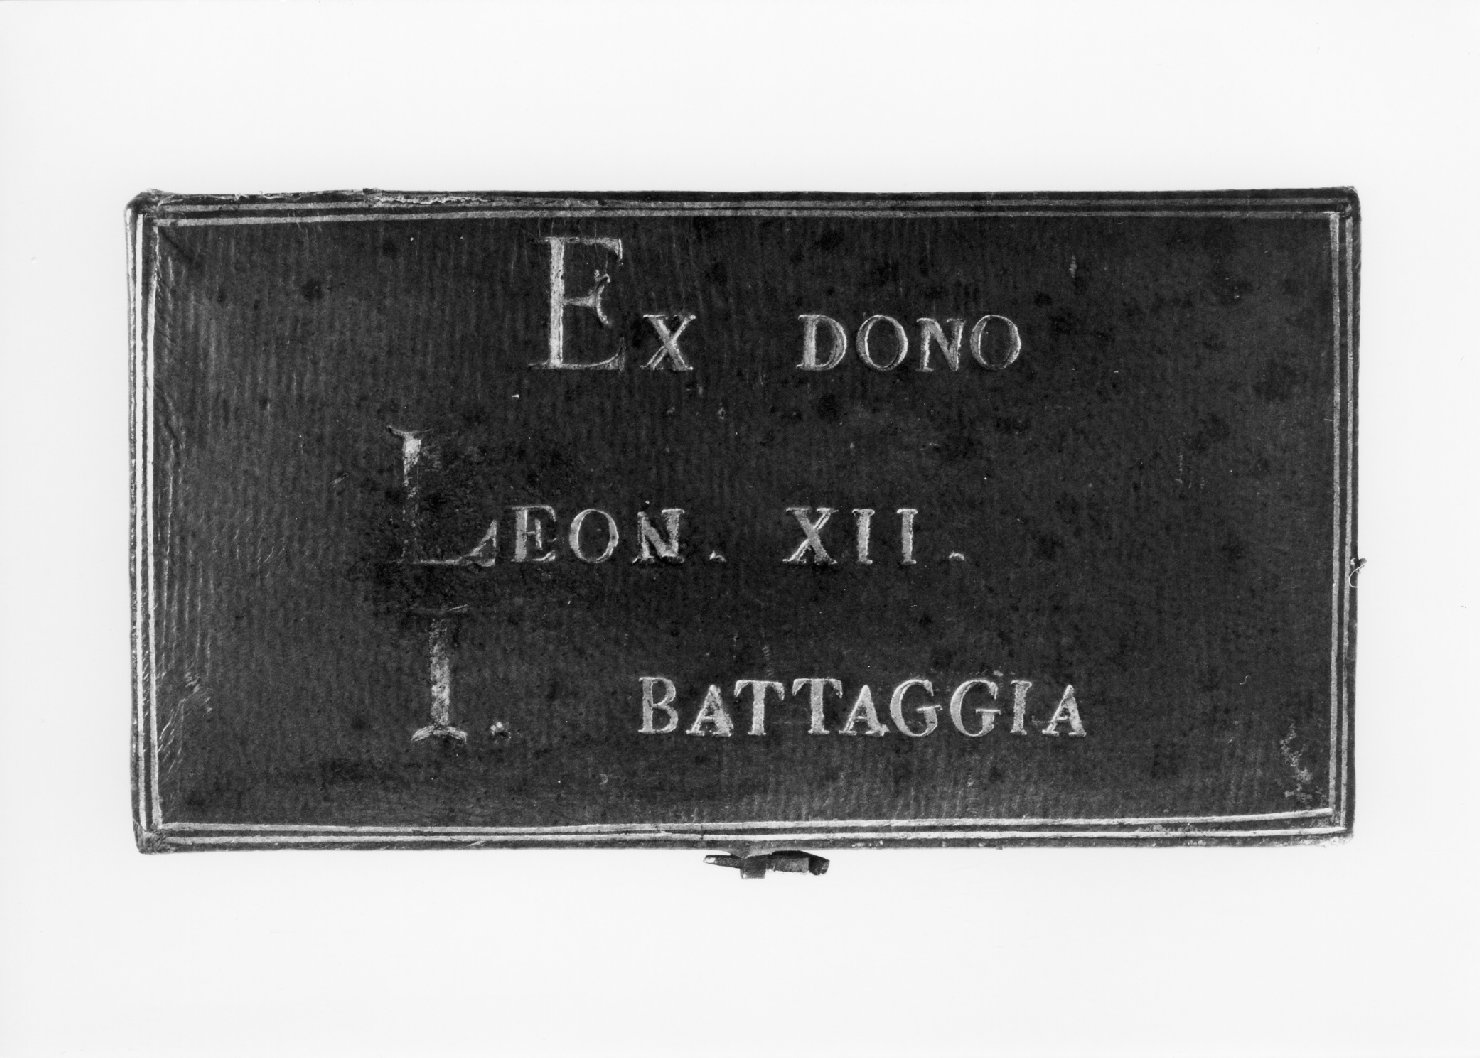 EX DONO
LEON. XII.
I. BATTAGGIA